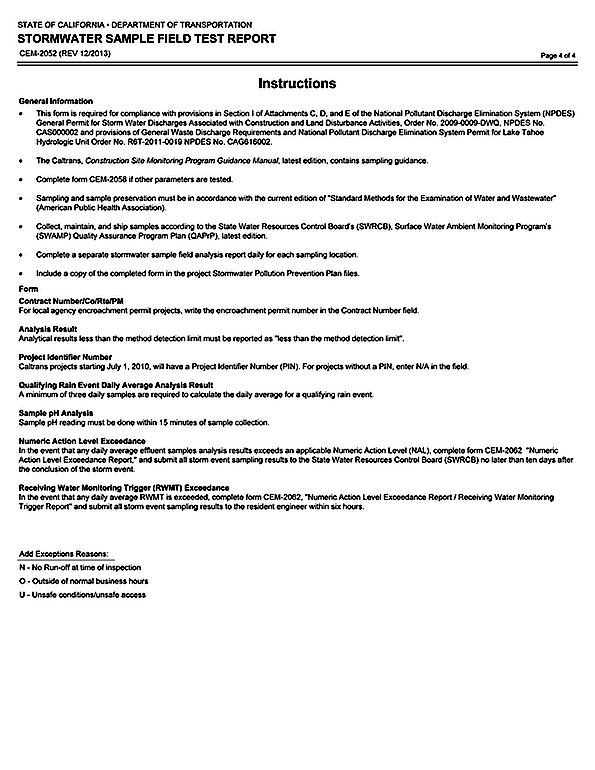 STATE OF CALIFORNIA • DEPARTMENT OF TRANSPORTATION
STORMWATER SAMPLE FIELD TEST REPORT
CEM-2052 (REV 12/2013)
Page 4 of 4
Instructions
General Information
• This form is required for compliance with provisions in Section I of Attachments C, D, and E of the National Pollutant Discharge Elimination System (NPDES)
General Permit for Storm Water Discharges Associated with Construction and Land Disturbance Activities, Order No. 2009-0009-DWQ, NPDES No.
CAS000002 and provisions of General Waste Discharge Requirements and National Pollutant Discharge Elimination System Permit for Lake Tahoe
Hydrologic Unit Order No. R6T-2011-0019 NPDES No. CAG616002.
• The Caltrans, Construction Site Monitoring Program Guidance Manual, latest edition, contains sampling guidance.
• Complete form CEM-2058 if other parameters are tested.
• Sampling and sample preservation must be in accordance with the current edition of "Standard Methods for the Examination of Water and Wastewater"
(American Public Health Association).
• Collect, maintain, and ship samples according to the State Water Resources Control Board's (SWRCB), Surface Water Ambient Monitoring Program's
(SWAMP) Quality Assurance Program Plan (QAPrP), latest edition.
• Complete a separate stormwater sample field analysis report daily for each sampling location.
• Include a copy of the completed form in the project Stormwater Pollution Prevention Plan files.
Form
Contract Number/Co/Rte/PM
For local agency encroachment permit projects, write the encroachment permit number in the Contract Number field.
Analysis Result
Analytical results less than the method detection limit must be reported as "less than the method detection limit".
Project Identifier Number
Caltrans projects starting July 1, 2010, will have a Project Identifier Number (PIN). For projects without a PIN, enter N/A in the field.
Qualifying Rain Event Daily Average Analysis Result
A minimum of three daily samples are required to calculate the daily average for a qualifying rain event.
Sample pH Analysis
Sample pH reading must be done within 15 minutes of sample collection.
Numeric Action Level Exceedance
In the event that any daily average effluent samples analysis results exceeds an applicable Numeric Action Level (NAL), complete form CEM-2062 "Numeric
Action Level Exceedance Report," and submit all storm event sampling results to the State Water Resources Control Board (SWRCB) no later than ten days after
the conclusion of the storm event.
Receiving Water Monitoring Trigger (RWMT) Exceedance
In the event that any daily average RWMT is exceeded, complete form CEM-2062, "Numeric Action Level Exceedance Report / Receiving Water Monitoring
Trigger Report" and submit all storm event sampling results to the resident engineer within six hours.
Add Exceptions Reasons:
N - No Run-off at time of inspection
O - Outside of normal business hours
U - Unsafe conditions/unsafe access